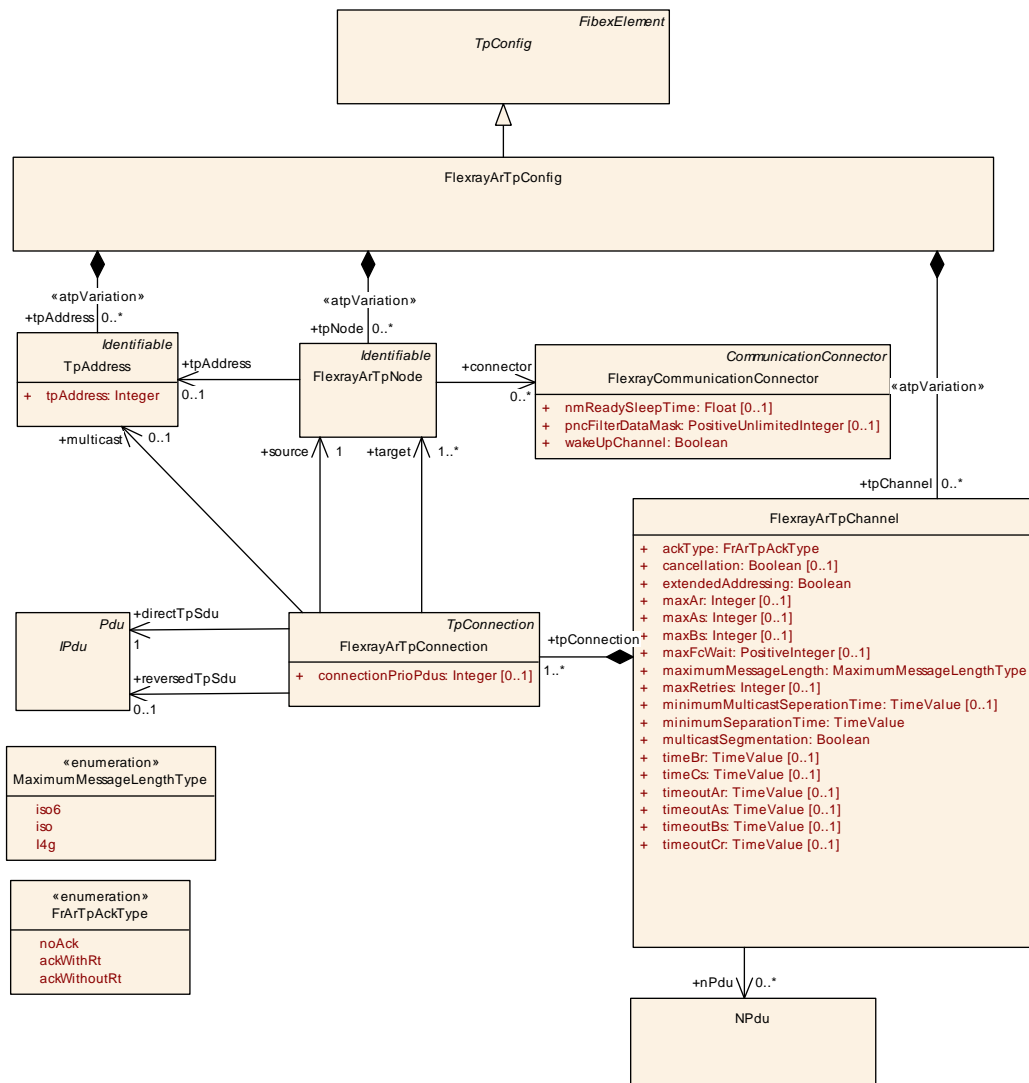 FibexElement
TpConfig
FlexrayArTpConfig
«atpVariation»
+tpAddress 0..*
«atpVariation»
+tpNode 0..*
«atpVariation»
+tpChannel 0..*
Identifiable
TpAddress
+ tpAddress: Integer
+tpAddress
0..1
Identifiable
FlexrayArTpNode
+connector
0..*
CommunicationConnector
FlexrayCommunicationConnector
+ nmReadySleepTime: Float [0..1]
+ pncFilterDataMask: PositiveUnlimitedInteger [0..1]
+ wakeUpChannel: Boolean
+multicast 0..1
+source 1
+target 1..*
FlexrayArTpChannel
+ ackType: FrArTpAckType
+ cancellation: Boolean [0..1]
+ extendedAddressing: Boolean
+ maxAr: Integer [0..1]
+ maxAs: Integer [0..1]
+ maxBs: Integer [0..1]
+ maxFcWait: PositiveInteger [0..1]
+ maximumMessageLength: MaximumMessageLengthType
+ maxRetries: Integer [0..1]
+ minimumMulticastSeperationTime: TimeValue [0..1]
+ minimumSeparationTime: TimeValue
+ multicastSegmentation: Boolean
+ timeBr: TimeValue [0..1]
+ timeCs: TimeValue [0..1]
+ timeoutAr: TimeValue [0..1]
+ timeoutAs: TimeValue [0..1]
+ timeoutBs: TimeValue [0..1]
+ timeoutCr: TimeValue [0..1]
Pdu
IPdu
+directTpSdu
1
+reversedTpSdu
0..1
TpConnection
FlexrayArTpConnection
+ connectionPrioPdus: Integer [0..1]
+tpConnection
1..*
«enumeration»
MaximumMessageLengthType
iso6
iso
I4g
«enumeration»
FrArTpAckType
noAck
ackWithRt
ackWithoutRt
+nPdu 0..*
NPdu